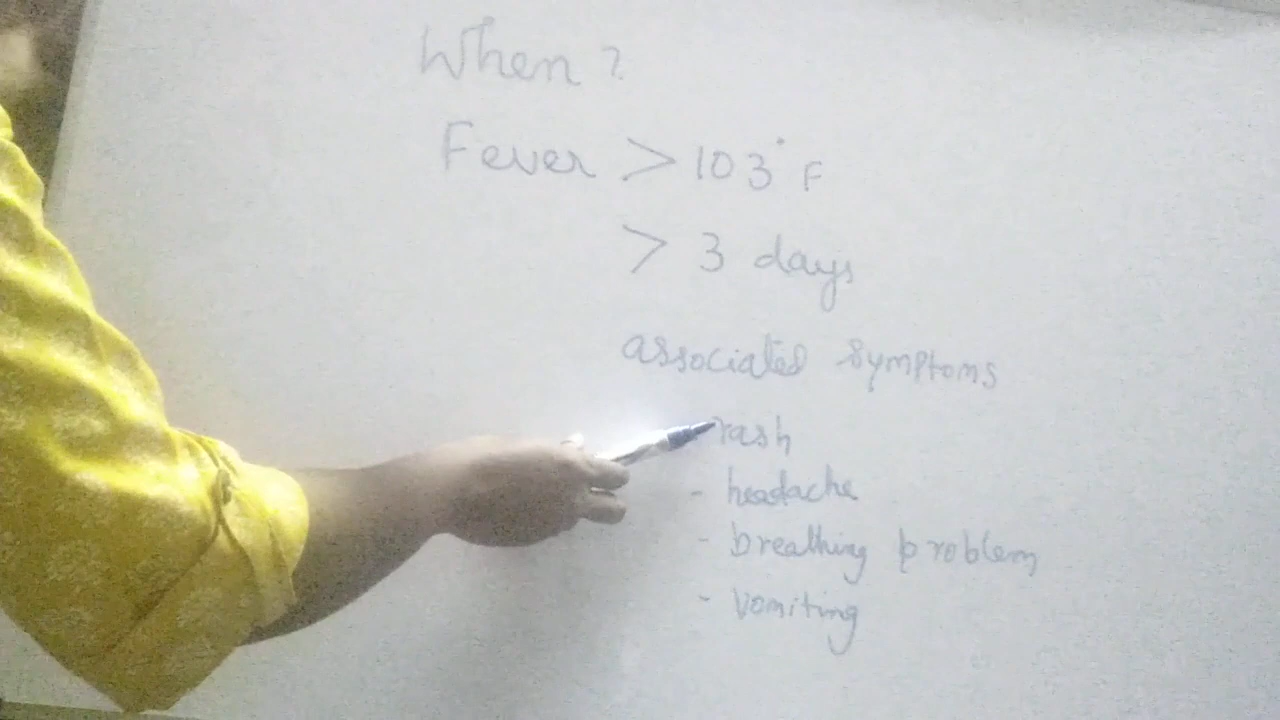 When?
Fever > 103° F
> 3 days
associated symptoms
rash
- headache
- breathing problem
- vomiting